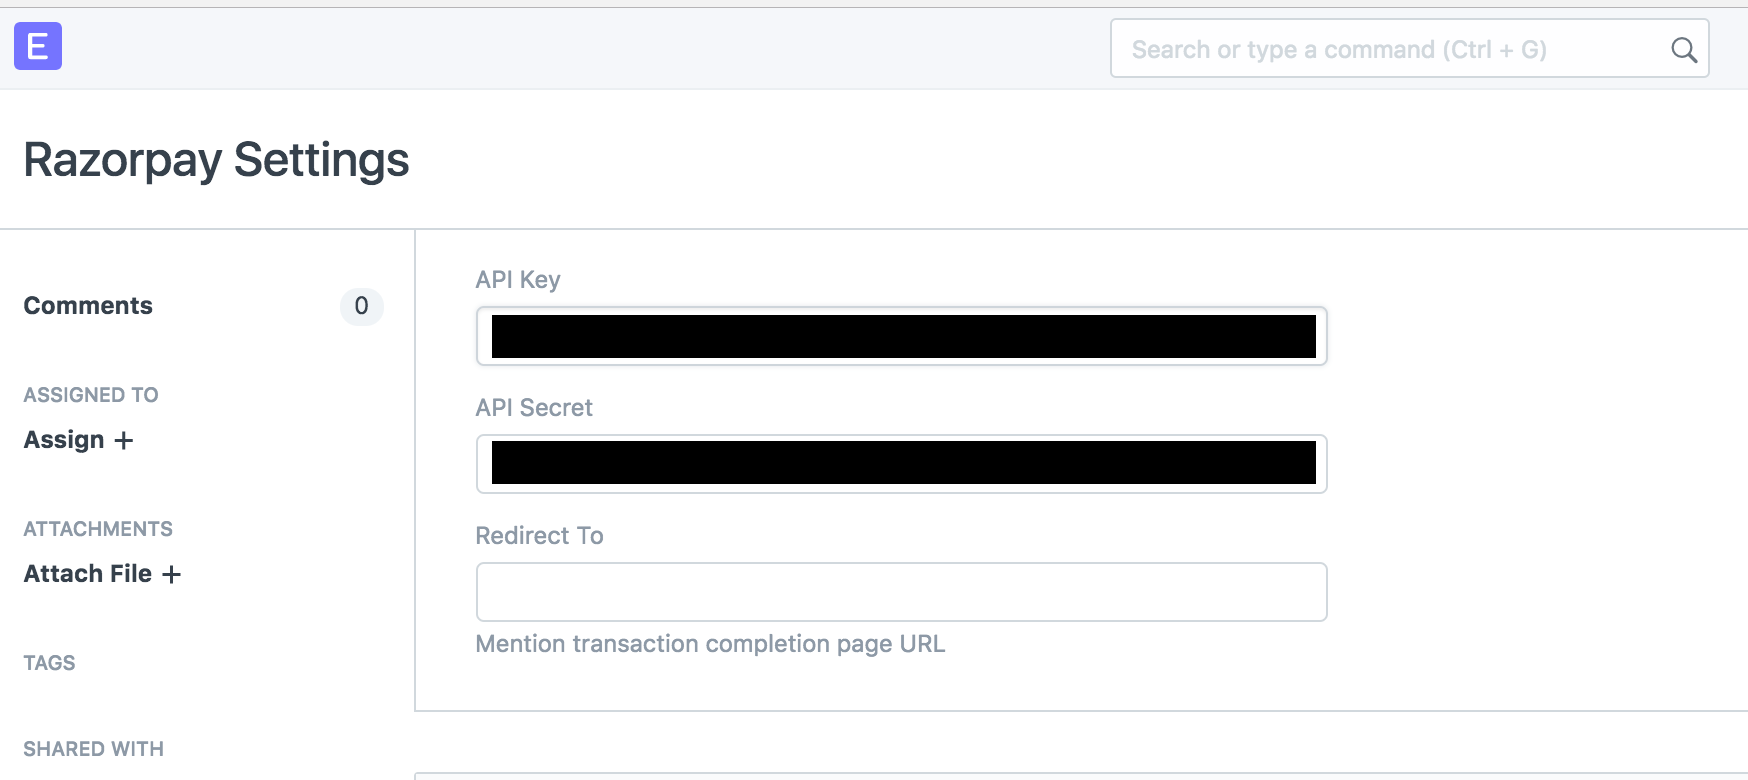 E
Search or type a command (Ctrl + G)
Razorpay Settings
Comments 0
ASSIGNED TO
Assign +
ATTACHMENTS
Attach File +
TAGS
SHARED WITH
API Key
API Secret
Redirect To
Mention transaction completion page URL